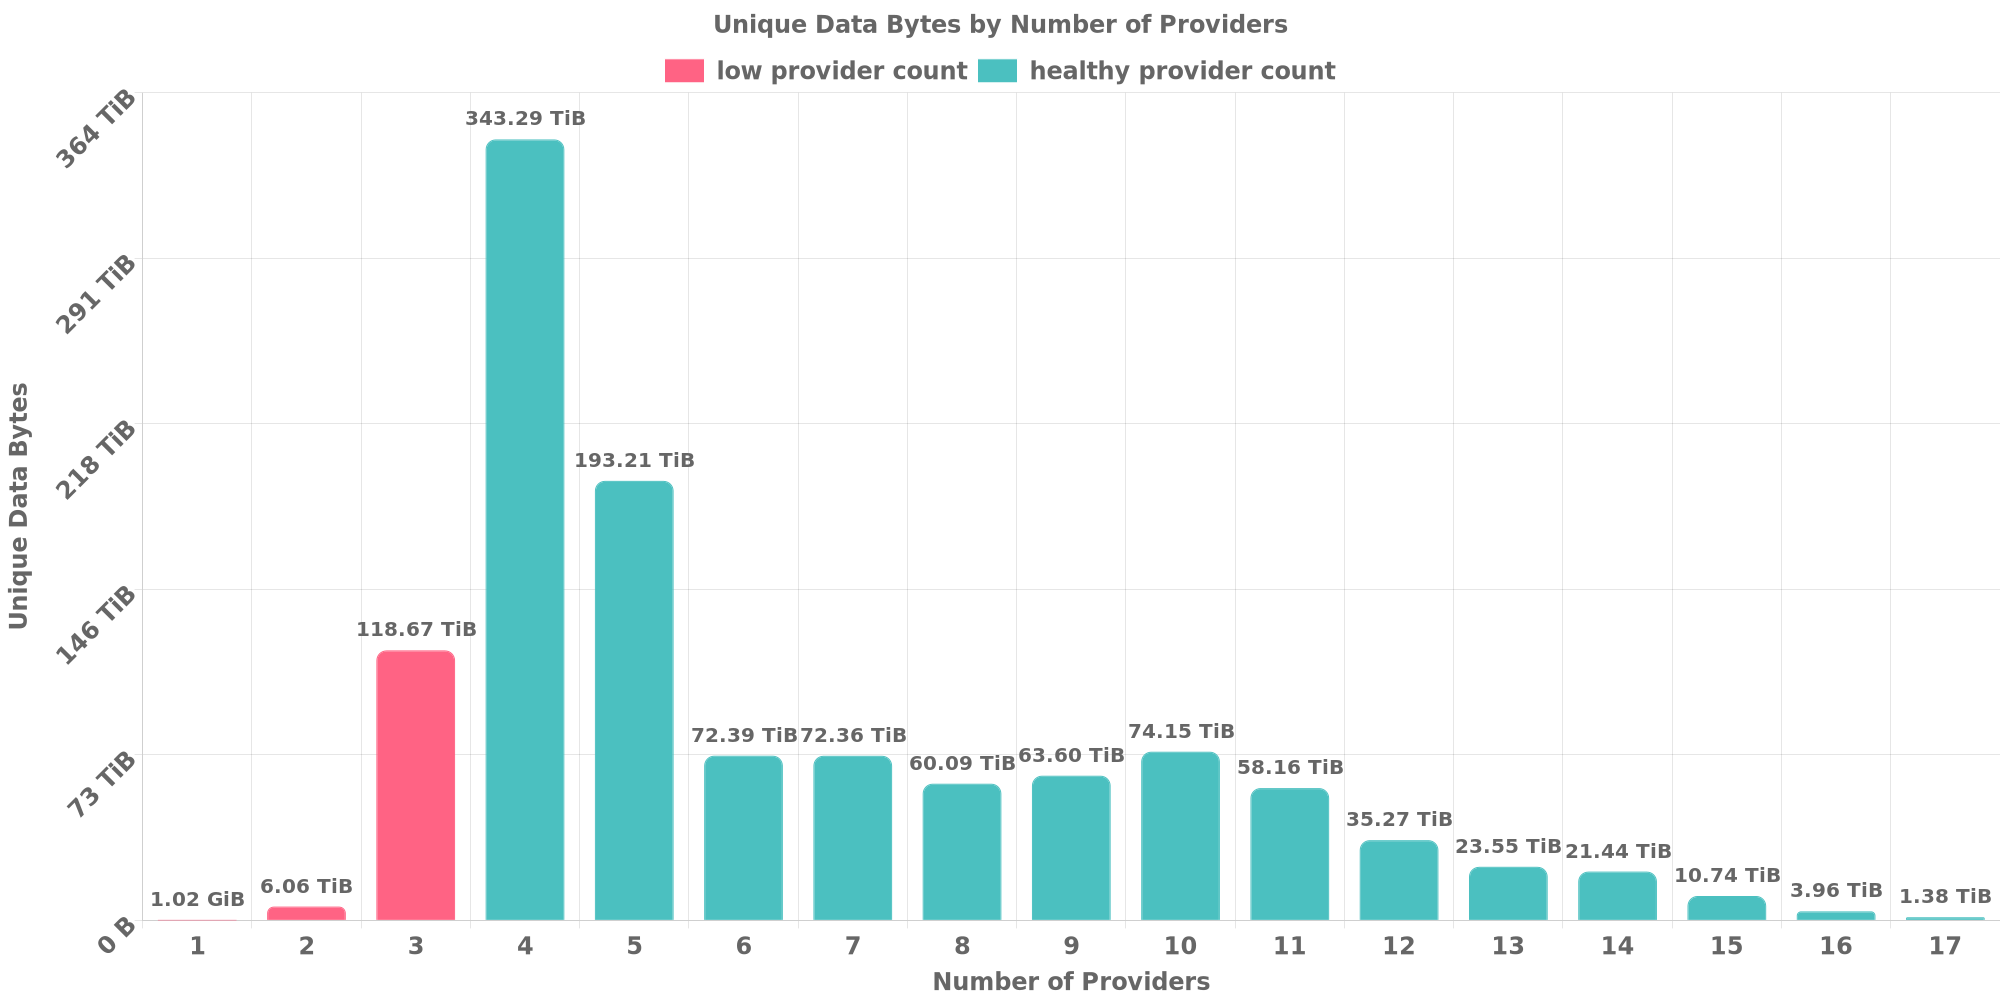 Unique Data Bytes by Number of Providers
low provider count healthy provider count
364 TiB
291 TiB
218 TiB
146 TiB
73 TiB
0 B
Unique Data Bytes
1.02 GiB
6.06 TiB
118.67 TiB
343.29 TiB
193.21 TiB
72.39 TiB
72.36 TiB
60.09 TiB
63.60 TiB
74.15 TiB
58.16 TiB
35.27 TiB
23.55 TiB
21.44 TiB
10.74 TiB
3.96 TiB
1.38 TiB
1 2 3 4 5 6 7 8 9 10 11 12 13 14 15 16 17
Number of Providers